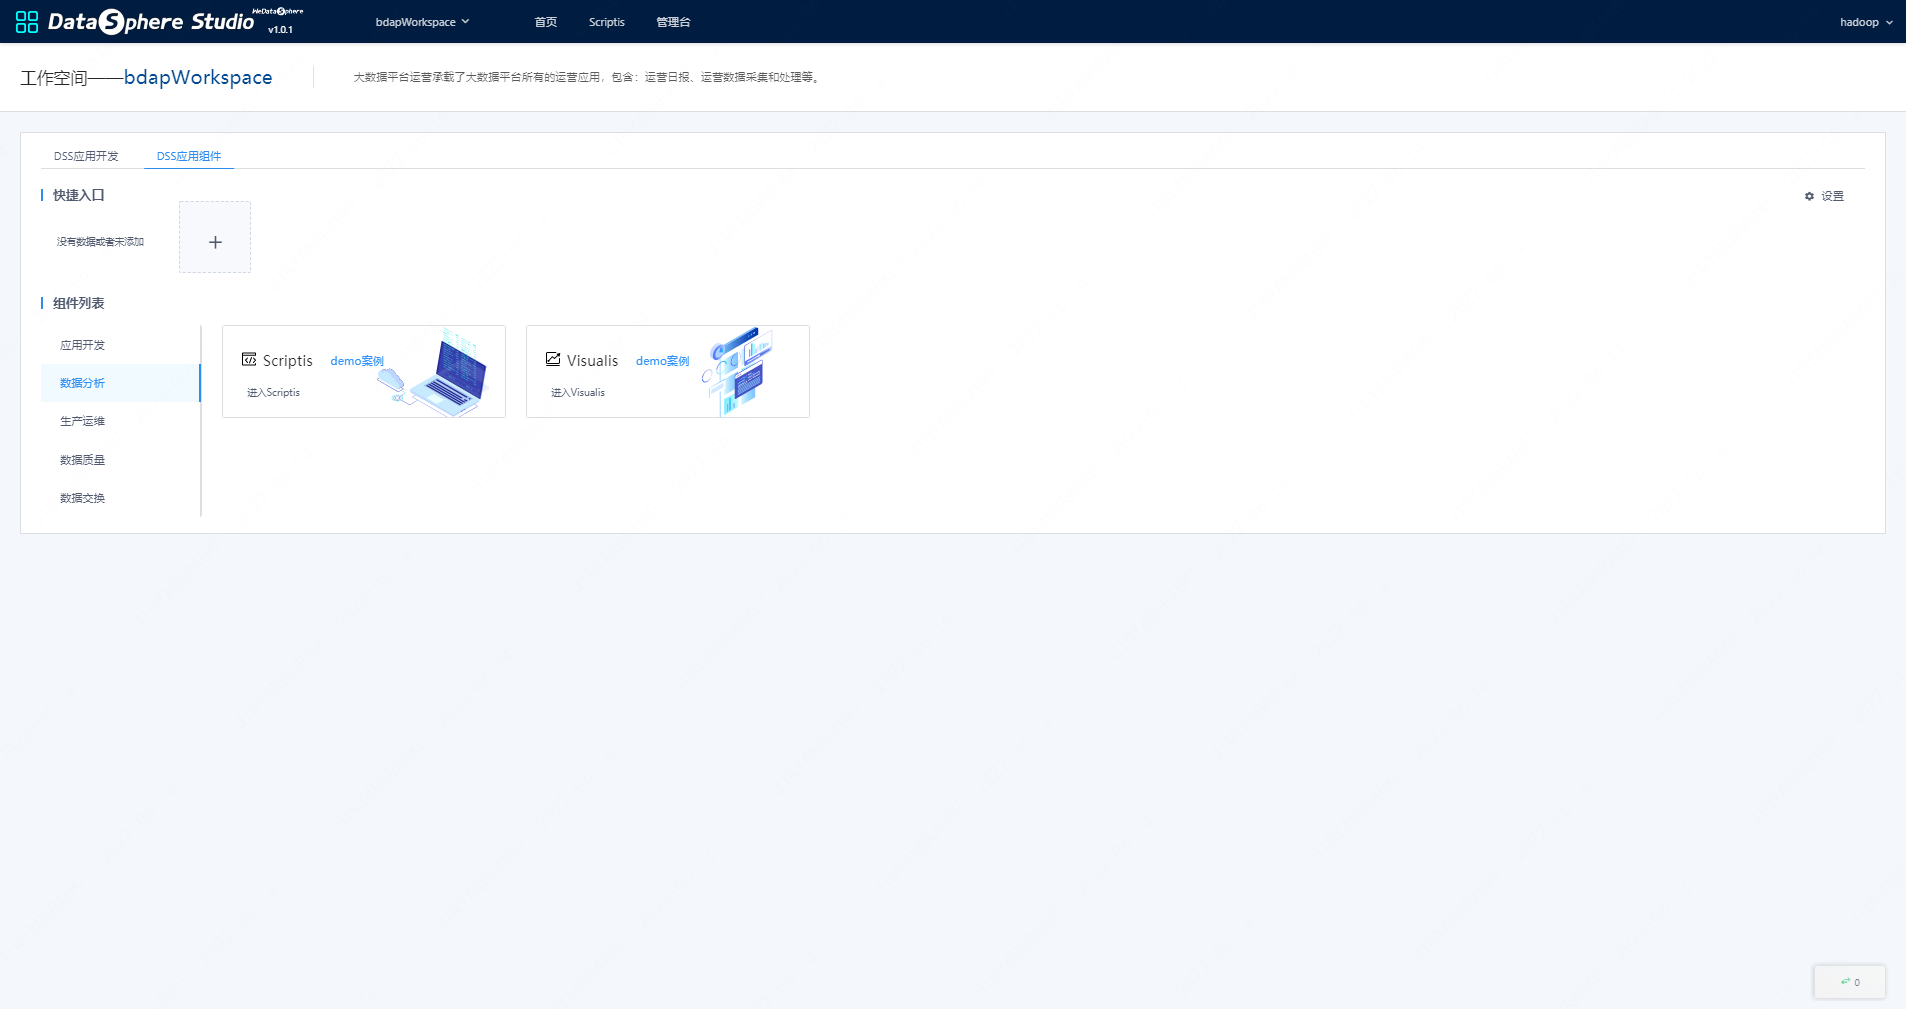 DataSphere Studio
WeDataSphere
v1.0.1
bdapWorkspace
首页
Scriptis
管理台
hadoop
工作空间——bdapWorkspace
大数据平台运营承载了大数据平台所有的运营应用，包含：运营日报、运营数据采集和处理等。
DSS应用开发
DSS应用组件
快捷入口
设置
没有数据或者未添加
+
组件列表
应用开发
数据分析
生产运维
数据质量
数据交换
Scriptis
demo案例
进入Scriptis
Visualis
demo案例
进入Visualis
0